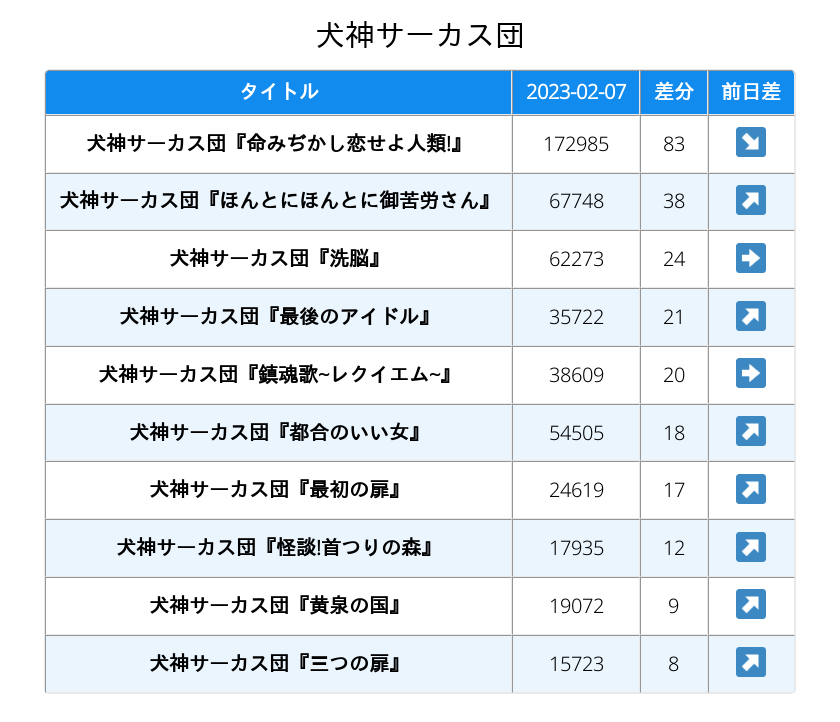 犬神サーカス団
タイトル 2023-02-07 差分 前日差
犬神サーカス団『命みぢかし恋せよ人類!』 172985 83 ↘
犬神サーカス団『ほんとにほんとに御苦労さん』 67748 38 ↗
犬神サーカス団『洗脳』 62273 24 ➡
犬神サーカス団『最後のアイドル』 35722 21 ↗
犬神サーカス団『鎮魂歌~レクイエム~』 38609 20 ➡
犬神サーカス団『都合のいい女』 54505 18 ↗
犬神サーカス団『最初の扉』 24619 17 ↗
犬神サーカス団『怪談!首つりの森』 17935 12 ↗
犬神サーカス団『黄泉の国』 19072 9 ↗
犬神サーカス団『三つの扉』 15723 8 ↗